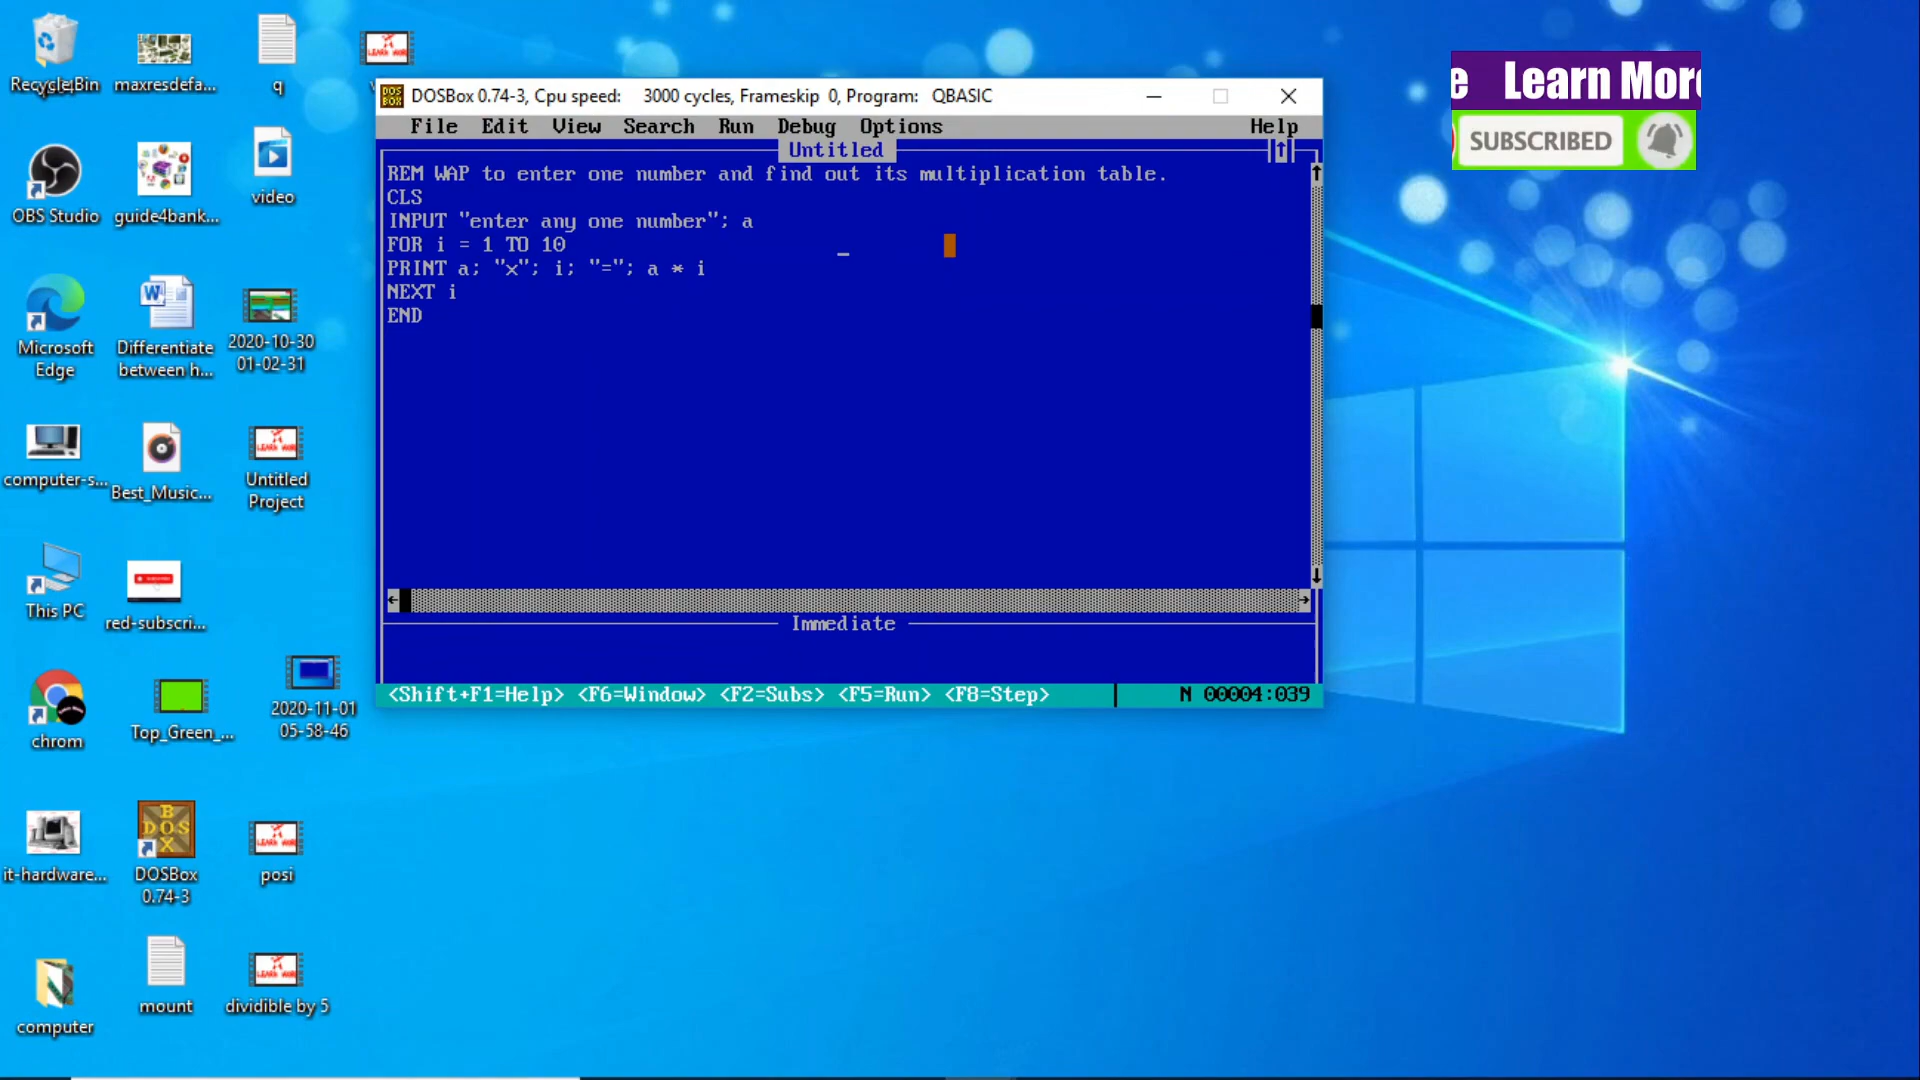 Recycle Bin
maxresdefa...
q
OBS Studio
guide4bank...
video
Microsoft
Edge
Differentiate
between h...
2020-10-30
01-02-31
computer-s...
Best_Music...
Untitled
Project
This PC
red-subscri...
chrom
Top_Green_...
2020-11-01
05-58-46
it-hardware...
DOSBox
0.74-3
posi
computer
mount
dividible by 5
DOSBox 0.74-3, Cpu speed: 3000 cycles, Frameskip 0, Program: QBASIC
File Edit View Search Run Debug Options Help
Untitled
REM WAP to enter one number and find out its multiplication table.
CLS
INPUT "enter any one number"; a
FOR i = 1 TO 10
PRINT a; "x"; i; "="; a * i
NEXT i
END
Immediate
<Shift+F1=Help> <F6=Window> <F2=Subs> <F5=Run> <F8=Step> N 00004:039
e Learn More
SUBSCRIBED